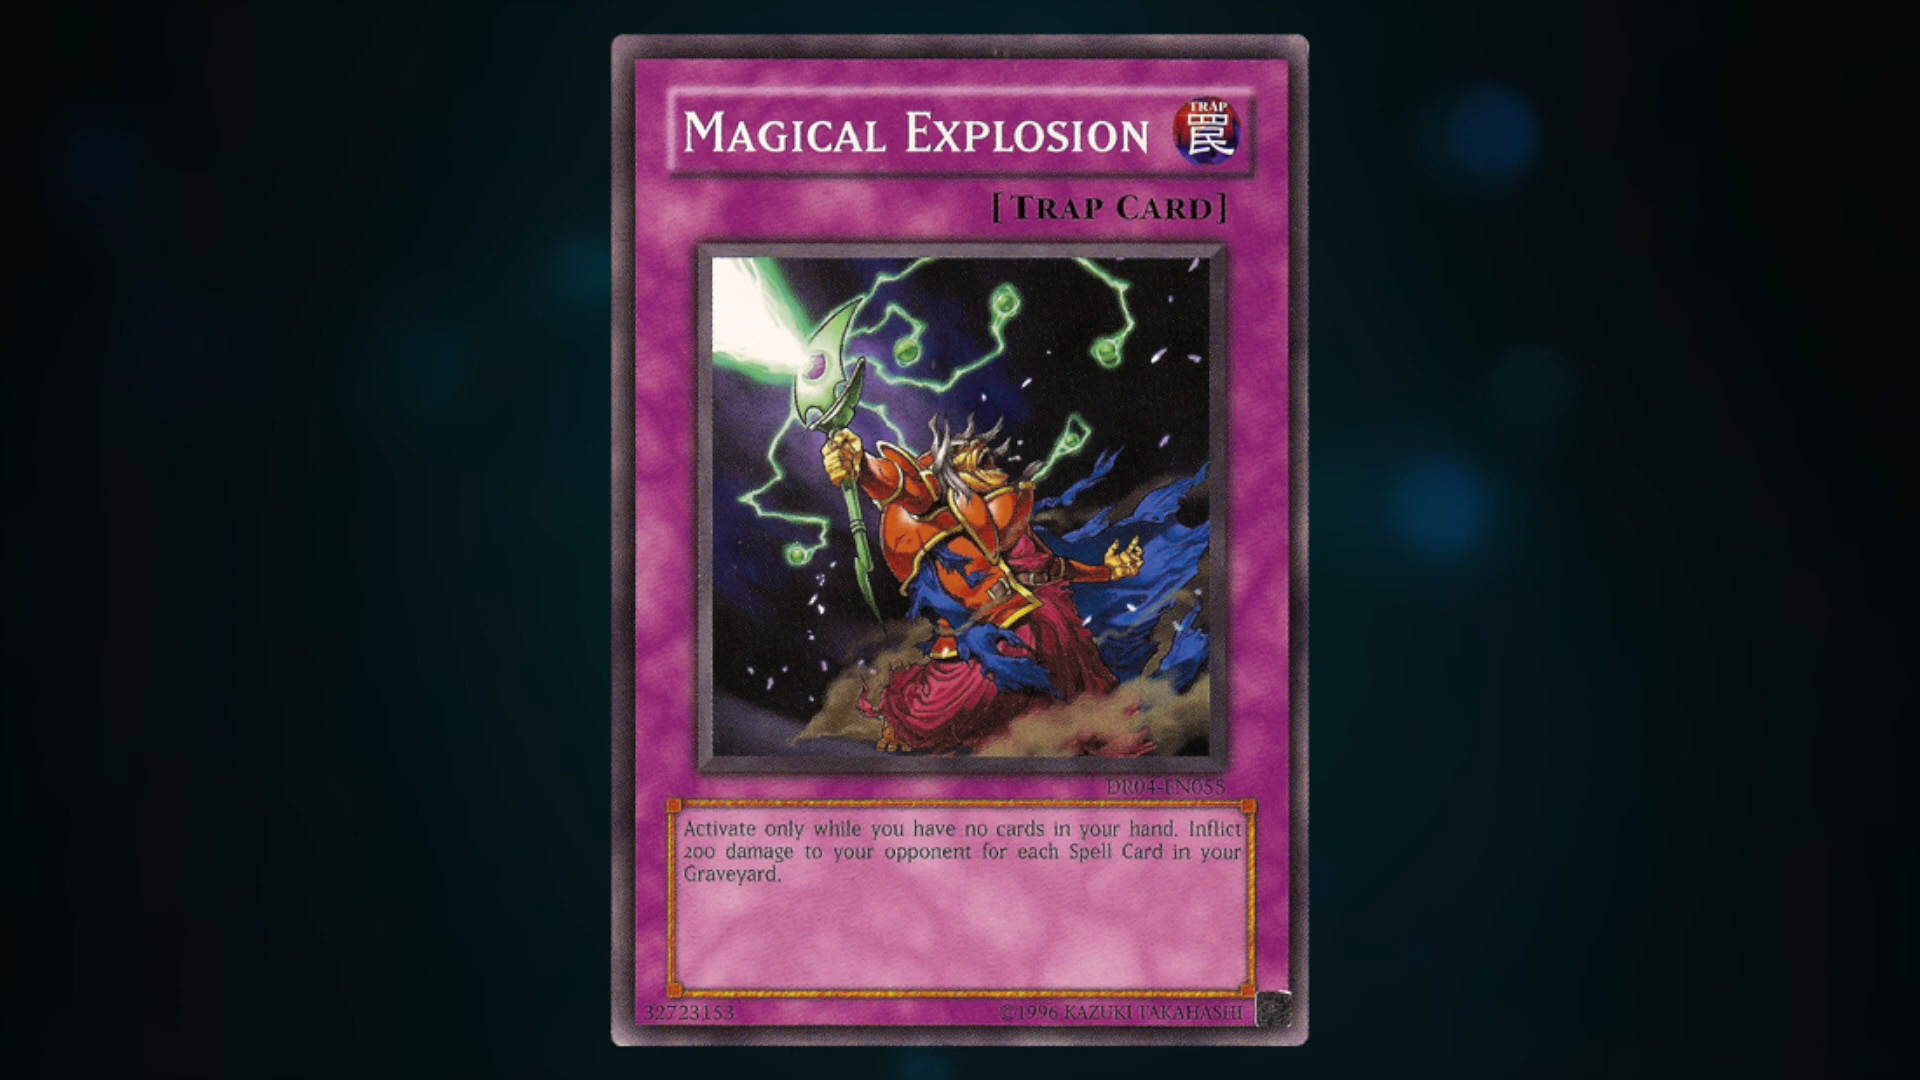 MAGICAL EXPLOSION
TRAP
罠
[TRAP CARD]
DR04-EN055
Activate only while you have no cards in your hand. Inflict
200 damage to your opponent for each Spell Card in your
Graveyard.
32723153
©1996 KAZUKI TAKAHASHI